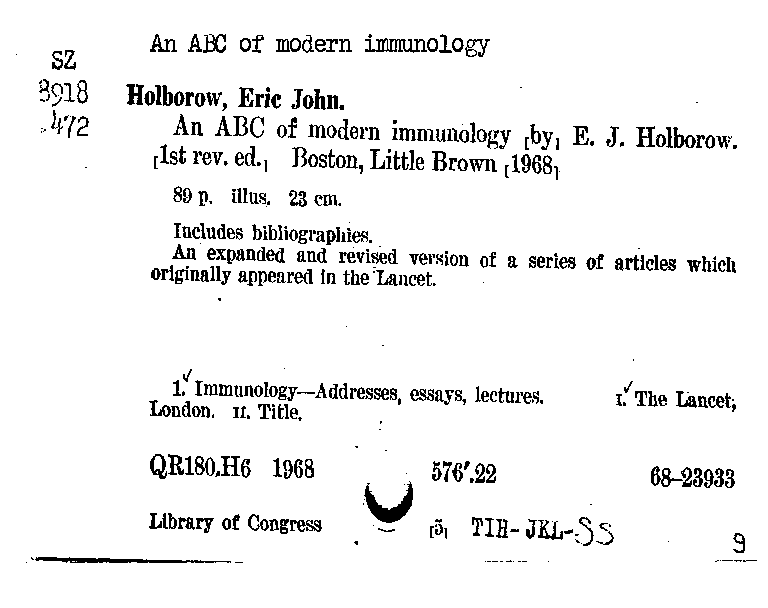 An ABC of modern immunology
SZ
3918
.472
Holborow, Eric John.
An ABC of modern immunology [by] E. J. Holborow.
[1st rev. ed.] Boston, Little Brown [1968]
89 p. illus. 23 cm.
Includes bibliographies.
An expanded and revised version of a series of articles which
originally appeared in the Lancet.
1. Immunology—Addresses, essays, lectures. I. The Lancet,
London. II. Title.
QR180.H6 1968 576′.22 68–23933
Library of Congress [5] TIH-JKL-SS
9